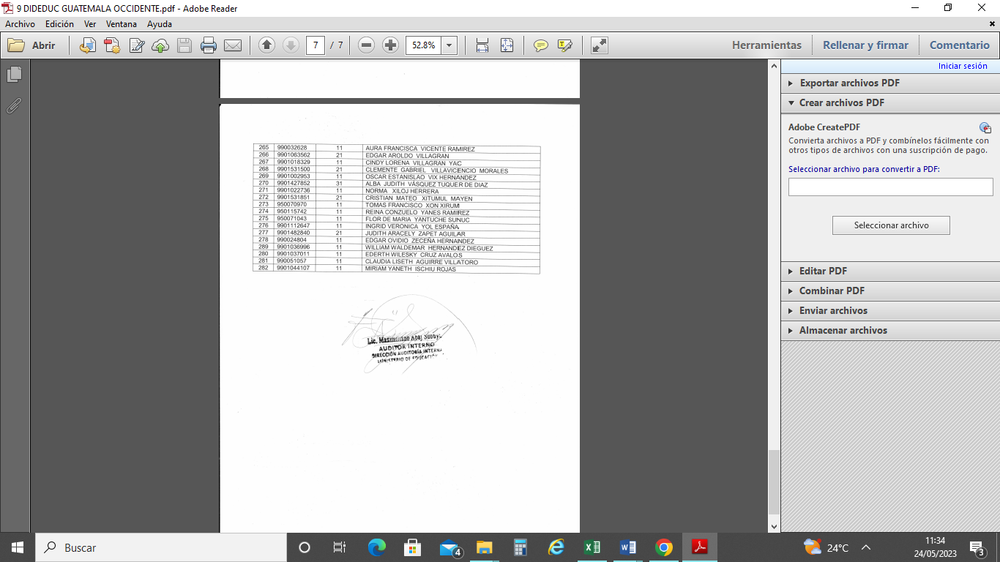 9 DIDEDUC GUATEMALA OCCIDENTE.pdf - Adobe Reader
Archivo Edición Ver Ventana Ayuda
Abrir 7 / 7 52.8% Herramientas Rellenar y firmar Comentario
Iniciar sesión
Exportar archivos PDF
Crear archivos PDF
Adobe CreatePDF
Convierta archivos a PDF y combínelos fácilmente con
otros tipos de archivos con una suscripción de pago.
Seleccionar archivo para convertir a PDF:
Seleccionar archivo
Editar PDF
Combinar PDF
Enviar archivos
Almacenar archivos
265 990032628 11 AURA FRANCISCA VICENTE RAMIREZ
266 9901063562 21 EDGAR AROLDO VILLAGRAN
267 9901018329 11 CINDY LORENA VILLAGRAN YAC
268 9901531500 21 CLEMENTE GABRIEL VILLAVICENCIO MORALES
269 9901002953 11 OSCAR ESTANISLAO VIX HERNANDEZ
270 9901427852 31 ALBA JUDITH VÁSQUEZ TUQUER DE DIAZ
271 9901022736 11 NORMA XILOJ HERRERA
272 9901531851 21 CRISTIAN MATEO XITUMUL MAYEN
273 950070970 11 TOMAS FRANCISCO XON XIRUM
274 950115742 11 REINA CONZUELO YANES RAMIREZ
275 950071043 11 FLOR DE MARIA YANTUCHE SUNUC
276 9901112647 11 INGRID VERONICA YOL ESPAÑA
277 9901482840 21 JUDITH ARACELY ZAPET AGUILAR
278 990024804 11 EDGAR OVIDIO ZECEÑA HERNANDEZ
289 9901036996 11 WILLIAM WALDEMAR HERNANDEZ DIEGUEZ
280 9901037011 11 EDERTH WILESKY CRUZ AVALOS
281 990051057 11 CLAUDIA LISETH AGUIRRE VILLATORO
282 9901044107 11 MIRIAM YANETH ISCHIU ROJAS
Lic. Maximiliano Abaj
AUDITOR INTERNO
DIRECCIÓN AUDITORÍA INTERNA
MINISTERIO DE EDUCACIÓN
Buscar 4 24°C 11:34
24/05/2023 3